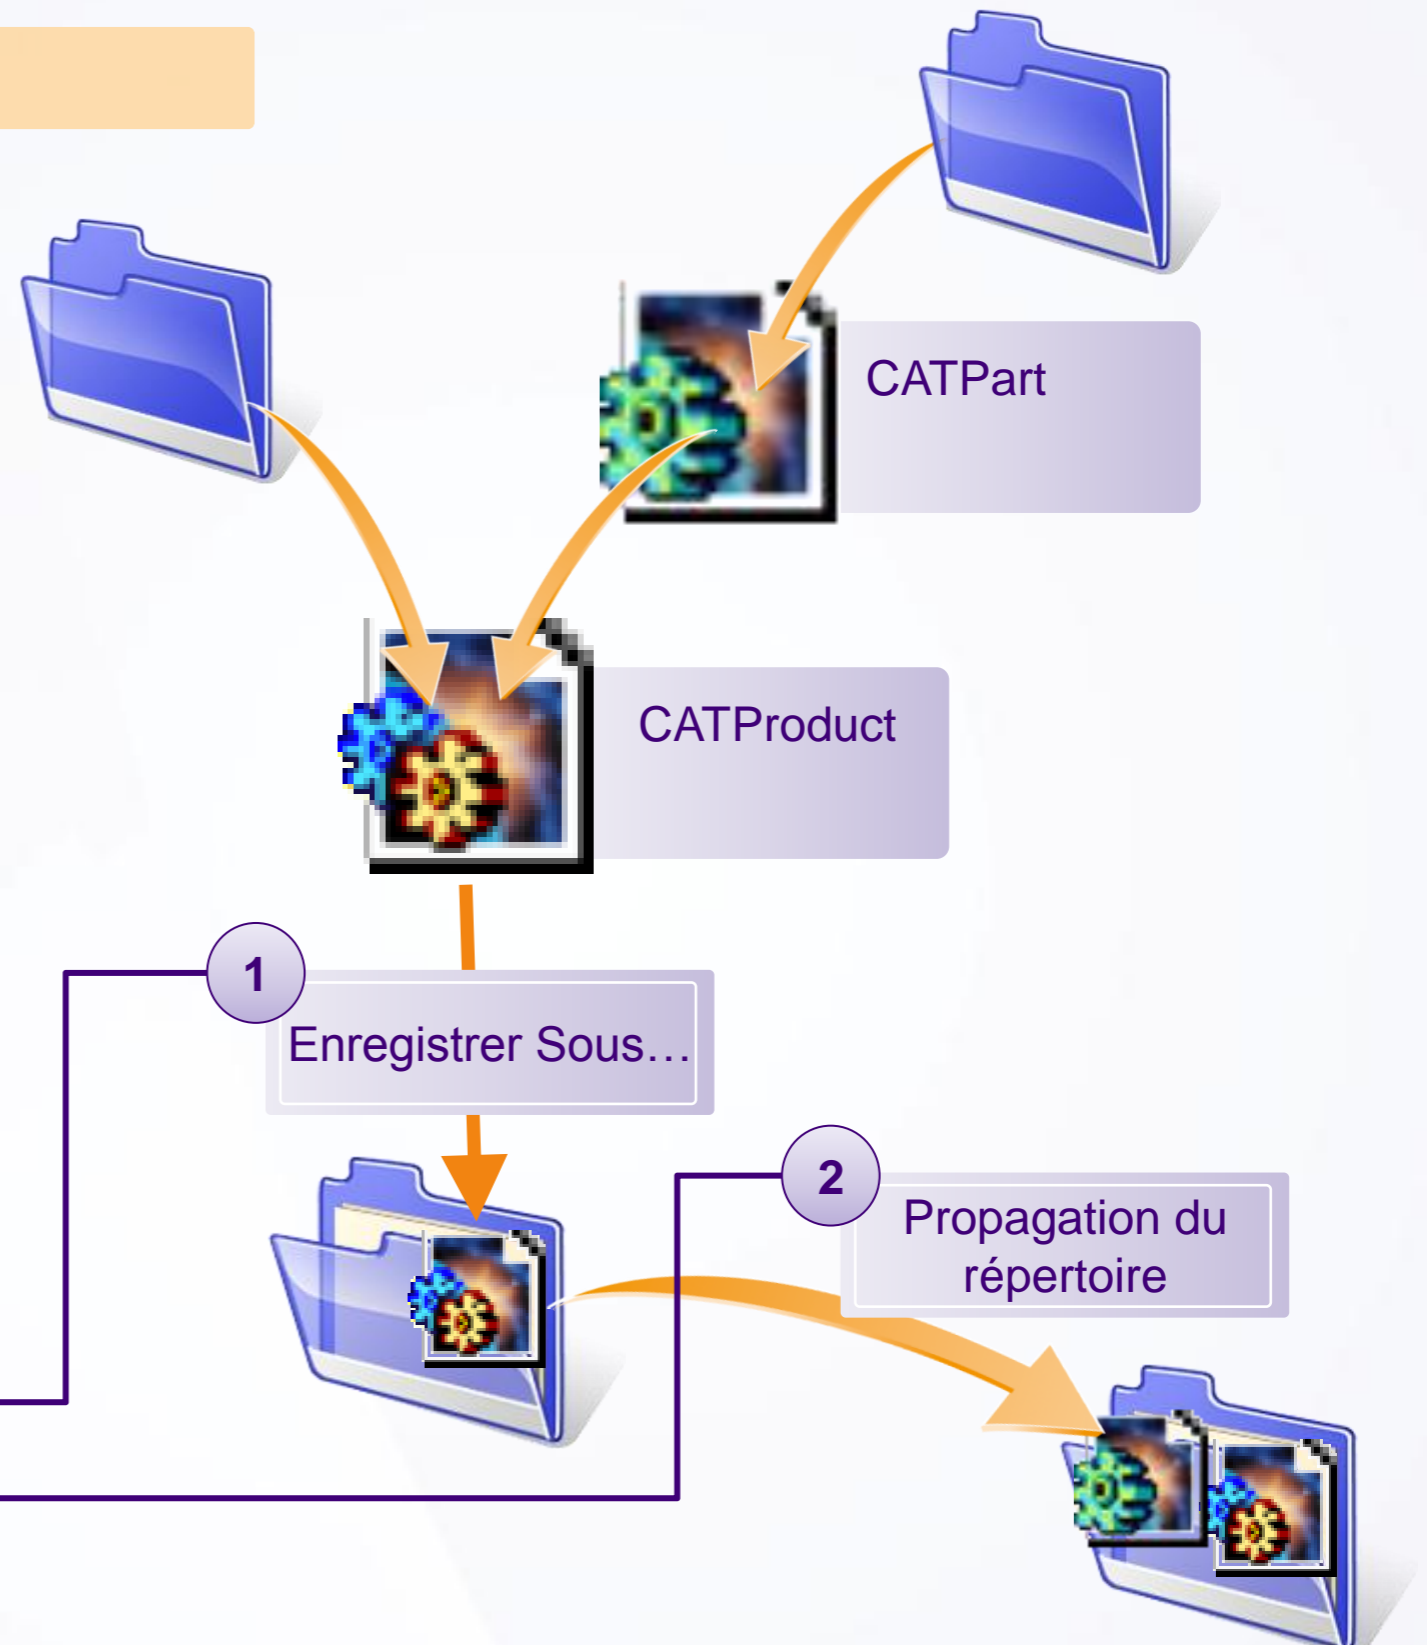 CATPart
CATProduct
1
Enregistrer Sous…
2
Propagation du
répertoire